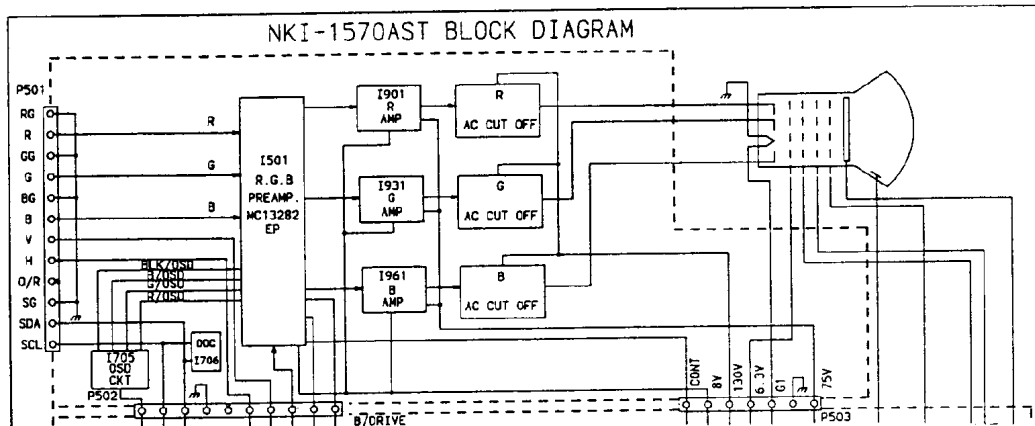 NKI-1570AST BLOCK DIAGRAM
P501
RG
R
GG
G
BG
B
V
H
O/R
SG
SDA
SCL
R
G
B
BLK/OSD
B/OSD
G/OSD
R/OSD
I705
OSD
CKT
I706
P502
I501
R.G.B
PREAMP.
MC13282
EP
I901
R
AMP
R
AC CUT OFF
I931
G
AMP
G
AC CUT OFF
I961
B
AMP
B
AC CUT OFF
B/DRIVE
CONT
8V
130V
6.3V
G1
75V
P503